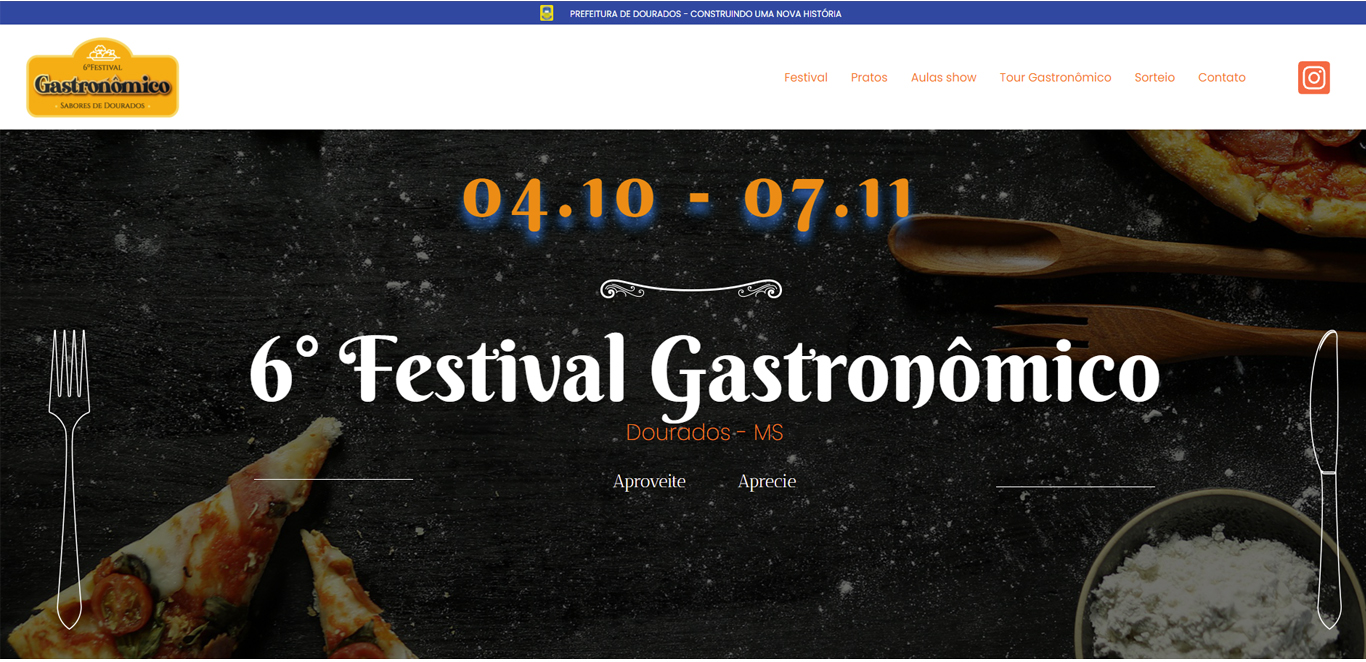 PREFEITURA DE DOURADOS - CONSTRUINDO UMA NOVA HISTÓRIA
6º FESTIVAL
Gastronômico
SABORES DE DOURADOS
Festival Pratos Aulas show Tour Gastronômico Sorteio Contato
04.10 - 07.11
6° Festival Gastronômico
Dourados - MS
Aproveite Aprecie